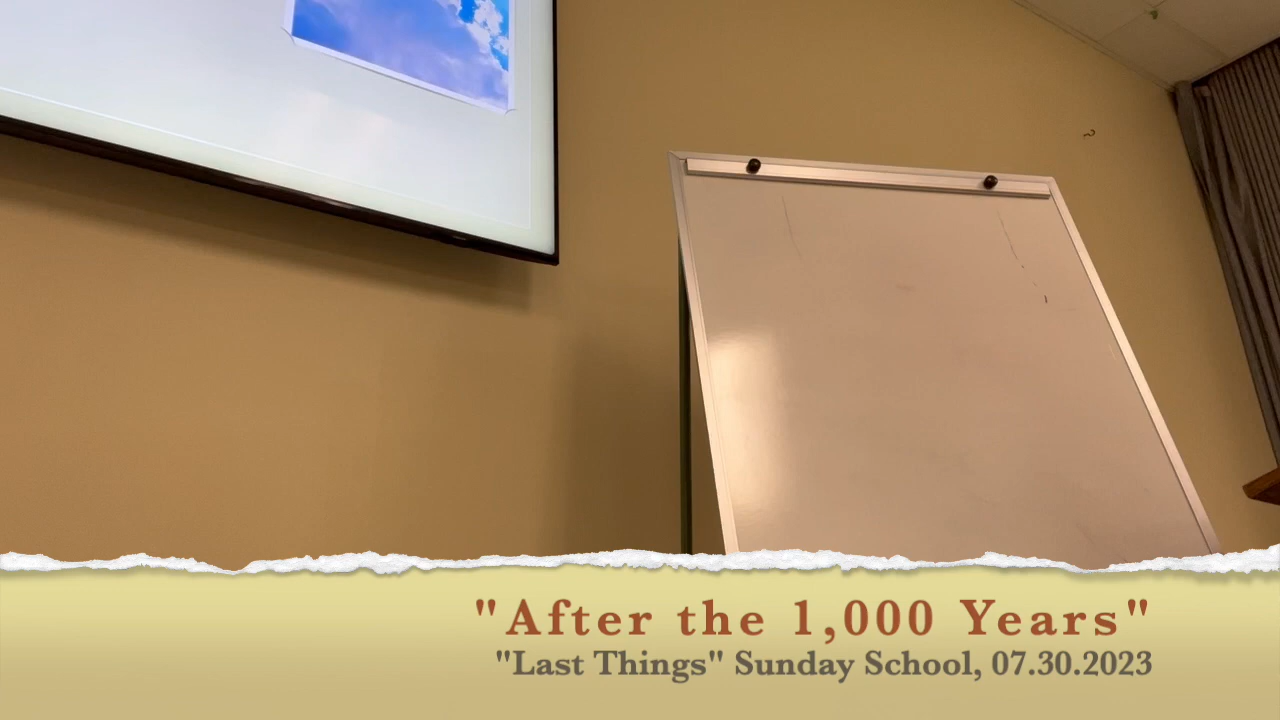 "After the 1,000 Years"
"Last Things" Sunday School, 07.30.2023